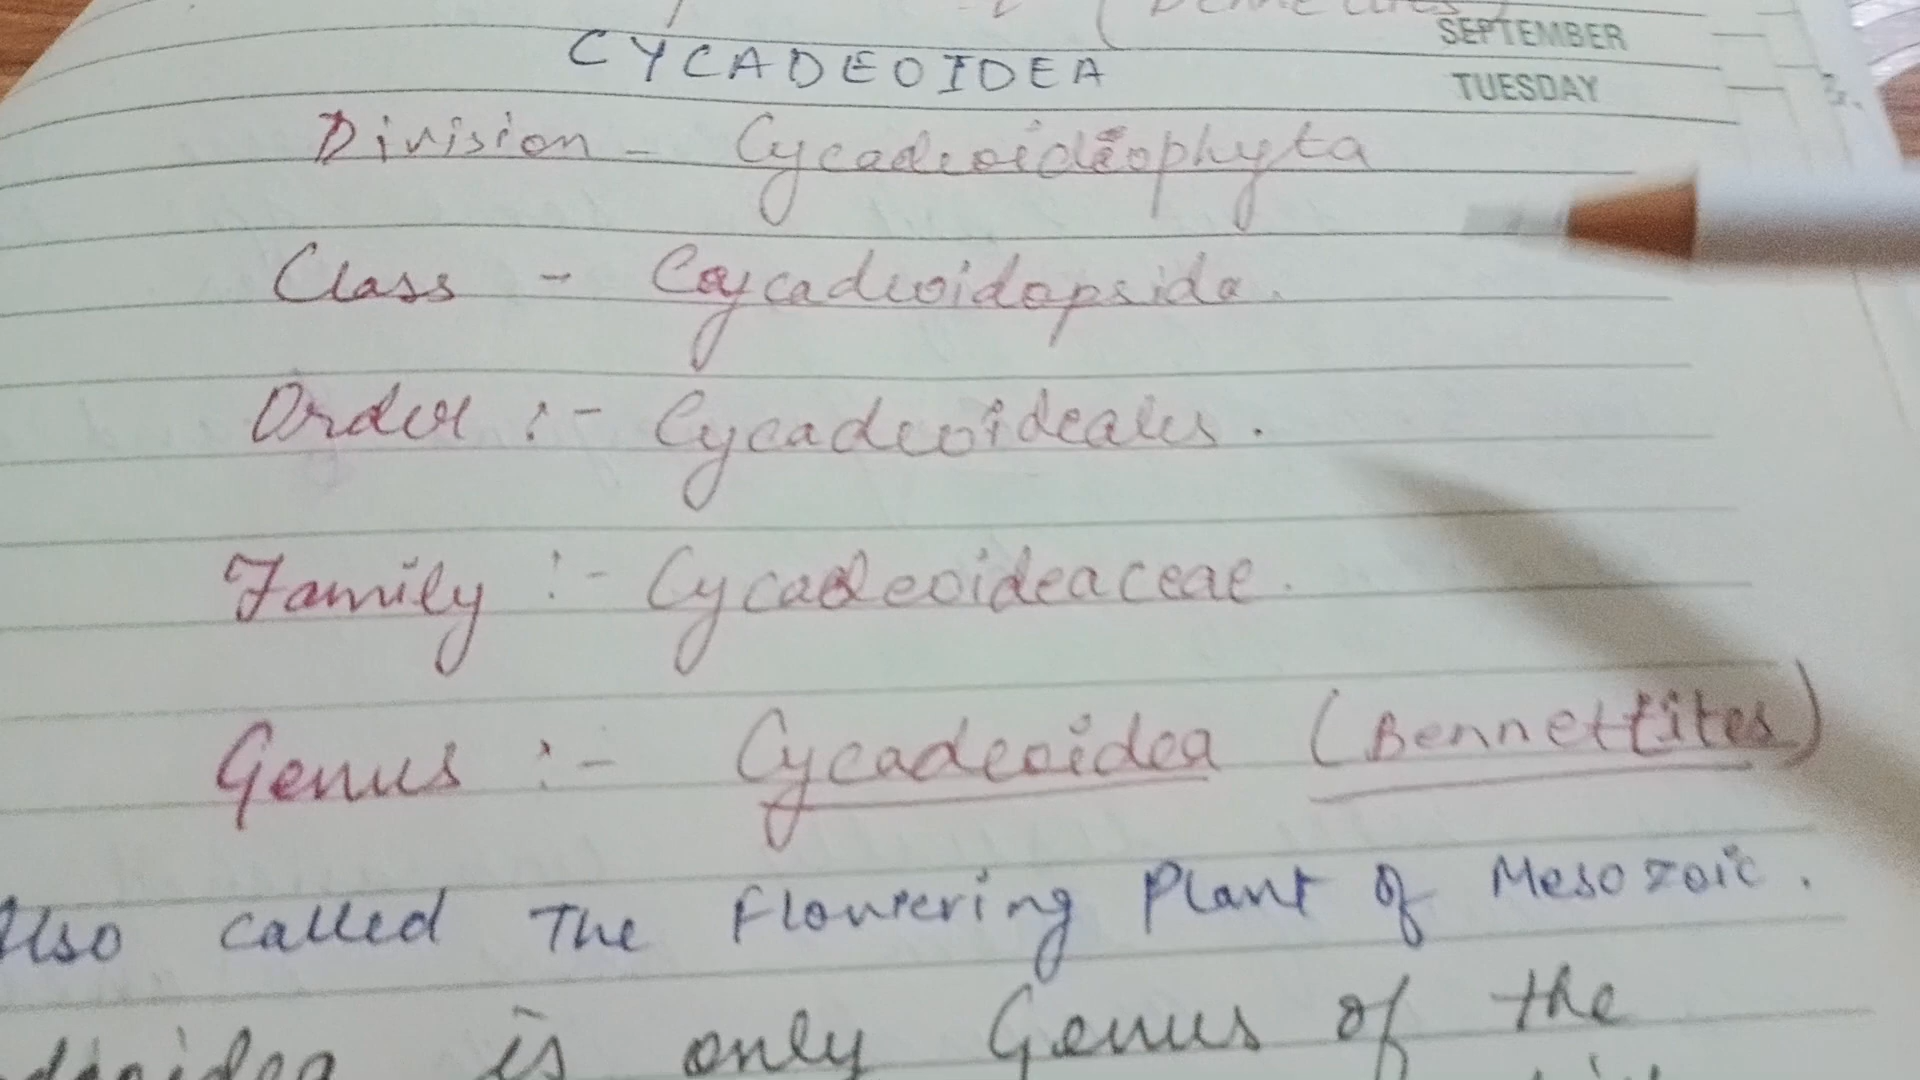 SEPTEMBER
CYCADEOIDEA
TUESDAY
Division - Cycadeoideophyta
Class - Cycadeoidopsida.
Order :- Cycadeoideales.
Family :- Cycadeoideaceae.
Genus :- Cycadeoidea (Bennettites)
Also called The Flowering Plant of Mesozoic.
is only Genus of the